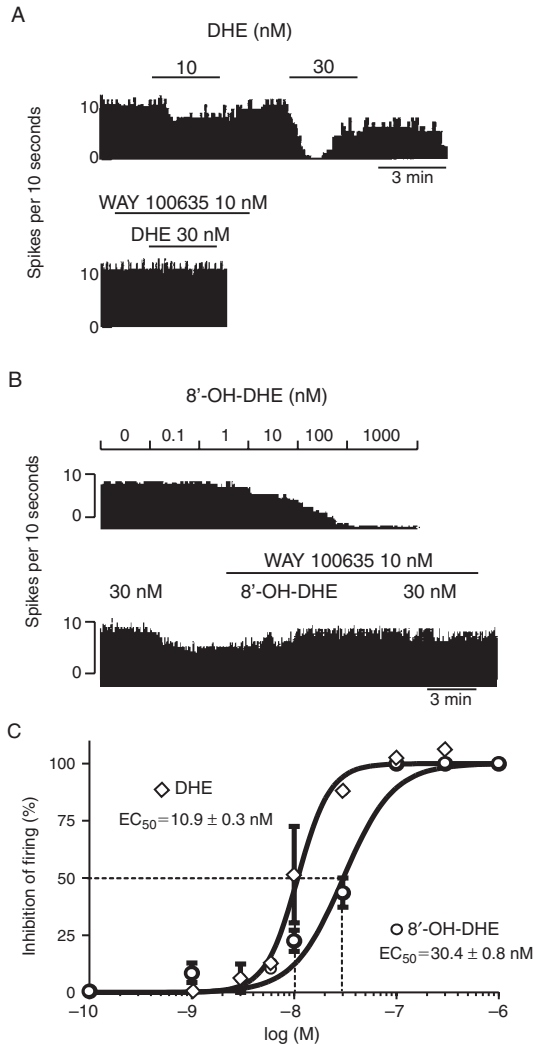 A
DHE (nM)
10 30
10
0
3 min
Spikes per 10 seconds
WAY 100635 10 nM
DHE 30 nM
10
0
B
8'-OH-DHE (nM)
0 0.1 1 10 100 1000
10
0
Spikes per 10 seconds
WAY 100635 10 nM
30 nM 8'-OH-DHE 30 nM
10
0
3 min
C
100
75
50
25
0
Inhibition of firing (%)
DHE
EC50=10.9 ± 0.3 nM
8′-OH-DHE
EC50=30.4 ± 0.8 nM
–10 –9 –8 –7 –6
log (M)